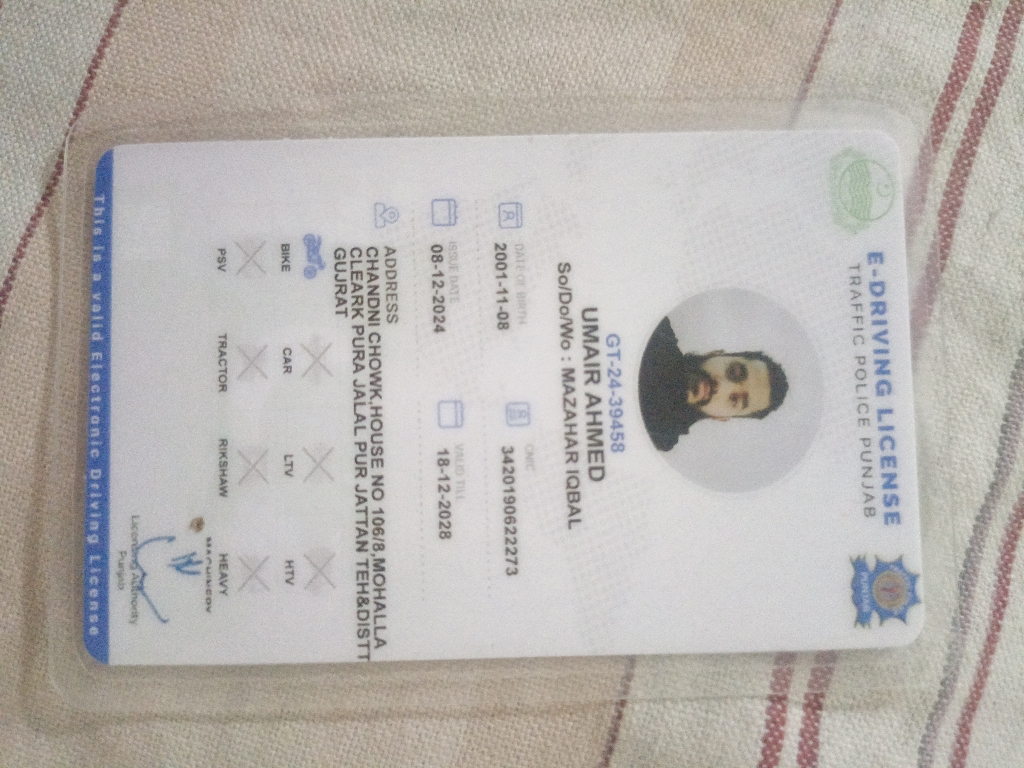 E-DRIVING LICENSE
TRAFFIC POLICE PUNJAB
PUNJAB
GT-24-39458
UMAIR AHMED
So/Do/Wo : MAZAHAR IQBAL
DATE OF BIRTH
2001-11-08
CNIC
3420190622273
ISSUE DATE
08-12-2024
VALID TILL
18-12-2028
ADDRESS
CHANDNI CHOWK,HOUSE NO 106/8,MOHALLA
CLEARK PURA JALAL PUR JATTAN TEH&DISTT
GUJRAT
BIKE CAR LTV HTV
PSV TRACTOR RIKSHAW HEAVY
Licensing Authority
Punjab
This is a valid Electronic Driving License